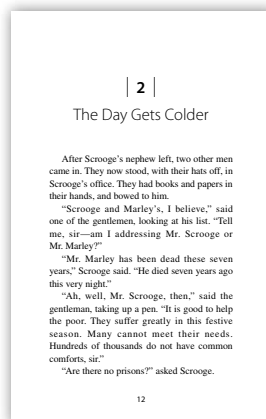 2
The Day Gets Colder
After Scrooge's nephew left, two other men
came in. They now stood, with their hats off, in
Scrooge's office. They had books and papers in
their hands, and bowed to him.
"Scrooge and Marley's, I believe," said
one of the gentlemen, looking at his list. "Tell
me, sir—am I addressing Mr. Scrooge or
Mr. Marley?"
"Mr. Marley has been dead these seven
years," Scrooge said. "He died seven years ago
this very night."
"Ah, well, Mr. Scrooge, then," said the
gentleman, taking up a pen. "It is good to help
the poor. They suffer greatly in this festive
season. Many cannot meet their needs.
Hundreds of thousands do not have common
comforts, sir."
"Are there no prisons?" asked Scrooge.
12